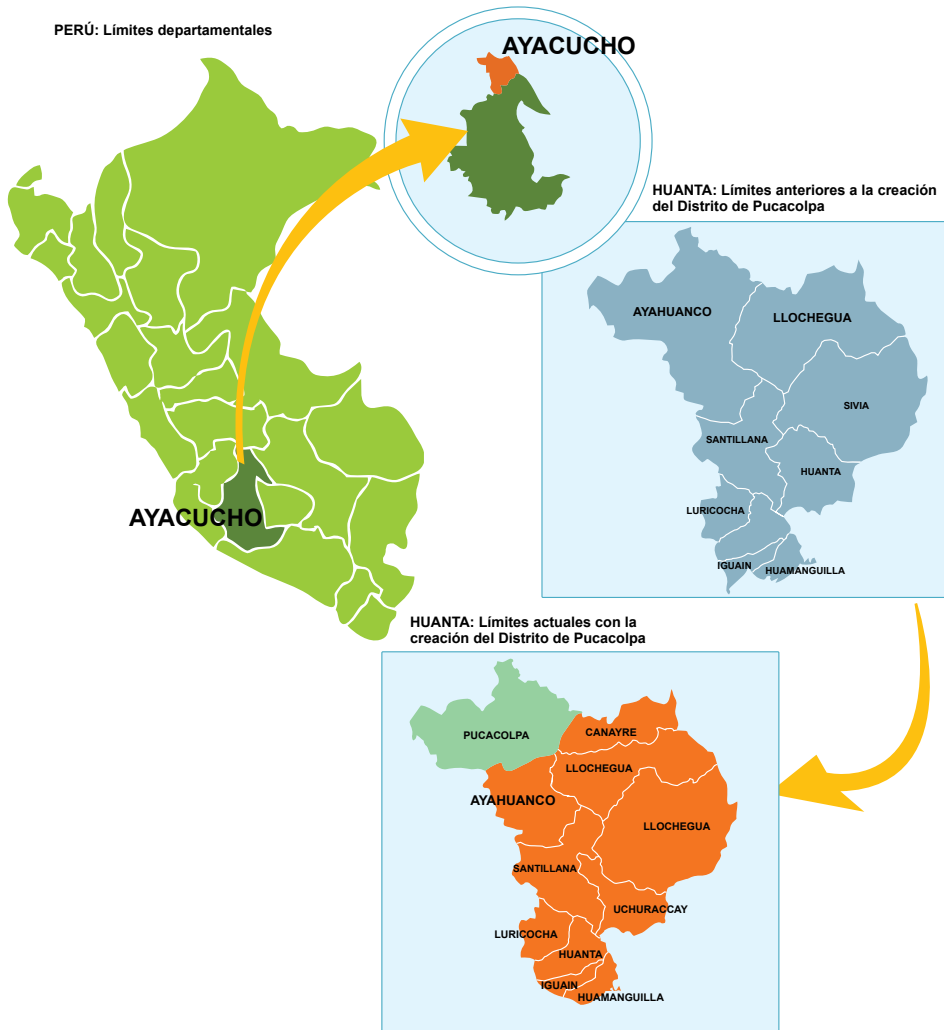 PERÚ: Límites departamentales
AYACUCHO
AYACUCHO
HUANTA: Límites anteriores a la creación
del Distrito de Pucacolpa
AYAHUANCO
LLOCHEGUA
SIVIA
SANTILLANA
HUANTA
LURICOCHA
IGUAIN
HUAMANGUILLA
HUANTA: Límites actuales con la
creación del Distrito de Pucacolpa
PUCACOLPA
CANAYRE
LLOCHEGUA
AYAHUANCO
LLOCHEGUA
SANTILLANA
UCHURACCAY
LURICOCHA
HUANTA
IGUAIN
HUAMANGUILLA